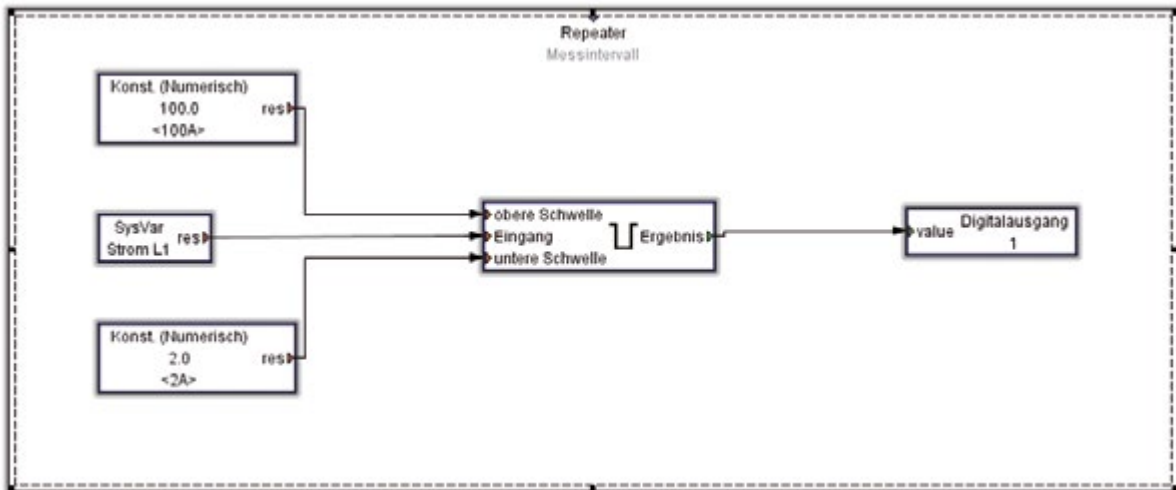 Repeater
Messintervall
Konst. (Numerisch)
100.0
res
<100A>
SysVar
res
Strom L1
obere Schwelle
Eingang
Ergebnis
untere Schwelle
value
Digitalausgang
1
Konst. (Numerisch)
2.0
res
<2A>